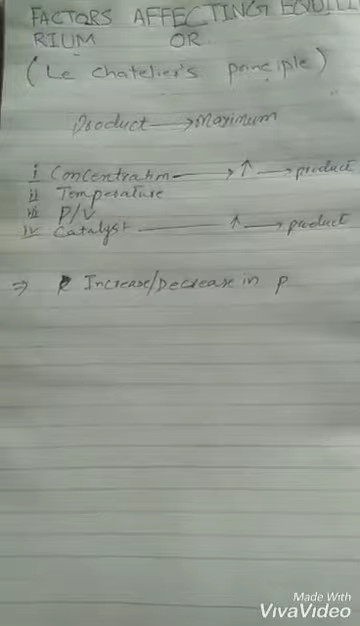 FACTORS AFFECTING EQUILI
RIUM OR
(Le Chatelier's principle)
Product → Maximum
i Concentration → ↑ → product
ii Temperature
iii P/V
iv Catalyst ↑ → product
⇒ Increase/Decrease in P
Made With
VivaVideo